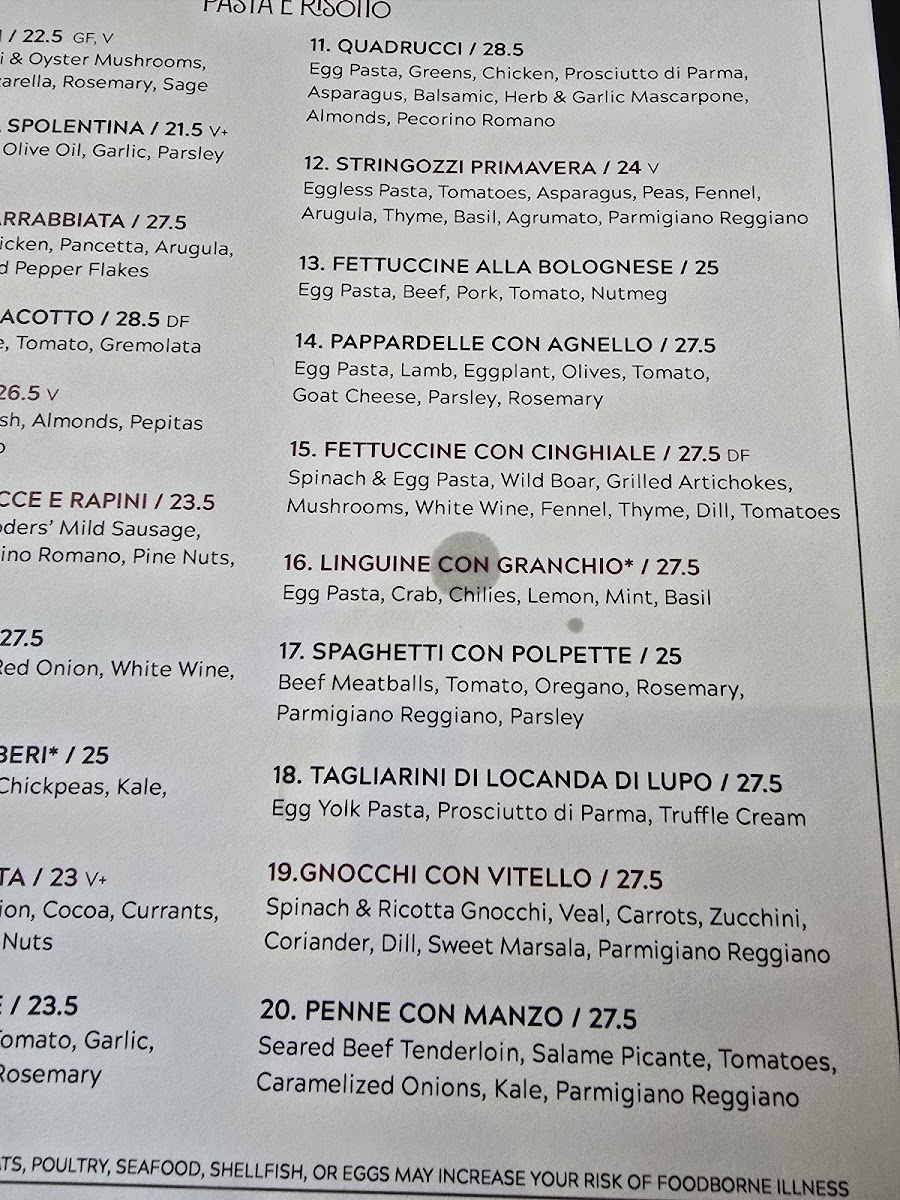 PASTA E RISOTTO
/ 22.5 GF, V
& Oyster Mushrooms,
Rosemary, Sage
SPOLENTINA / 21.5 V+
Olive Oil, Garlic, Parsley
ARRABBIATA / 27.5
Pancetta, Arugula,
Pepper Flakes
/ 28.5 DF
Tomato, Gremolata
26.5 V
Almonds, Pepitas
E RAPINI / 23.5
Mild Sausage,
Romano, Pine Nuts,
27.5
Red Onion, White Wine,
/ 25
Chickpeas, Kale,
/ 23 V+
Cocoa, Currants,
Nuts
/ 23.5
Tomato, Garlic,
Rosemary
11. QUADRUCCI / 28.5
Egg Pasta, Greens, Chicken, Prosciutto di Parma,
Asparagus, Balsamic, Herb & Garlic Mascarpone,
Almonds, Pecorino Romano
12. STRINGOZZI PRIMAVERA / 24 V
Eggless Pasta, Tomatoes, Asparagus, Peas, Fennel,
Arugula, Thyme, Basil, Agrumato, Parmigiano Reggiano
13. FETTUCCINE ALLA BOLOGNESE / 25
Egg Pasta, Beef, Pork, Tomato, Nutmeg
14. PAPPARDELLE CON AGNELLO / 27.5
Egg Pasta, Lamb, Eggplant, Olives, Tomato,
Goat Cheese, Parsley, Rosemary
15. FETTUCCINE CON CINGHIALE / 27.5 DF
Spinach & Egg Pasta, Wild Boar, Grilled Artichokes,
Mushrooms, White Wine, Fennel, Thyme, Dill, Tomatoes
16. LINGUINE CON GRANCHIO* / 27.5
Egg Pasta, Crab, Chilies, Lemon, Mint, Basil
17. SPAGHETTI CON POLPETTE / 25
Beef Meatballs, Tomato, Oregano, Rosemary,
Parmigiano Reggiano, Parsley
18. TAGLIARINI DI LOCANDA DI LUPO / 27.5
Egg Yolk Pasta, Prosciutto di Parma, Truffle Cream
19.GNOCCHI CON VITELLO / 27.5
Spinach & Ricotta Gnocchi, Veal, Carrots, Zucchini,
Coriander, Dill, Sweet Marsala, Parmigiano Reggiano
20. PENNE CON MANZO / 27.5
Seared Beef Tenderloin, Salame Picante, Tomatoes,
Caramelized Onions, Kale, Parmigiano Reggiano
POULTRY, SEAFOOD, SHELLFISH, OR EGGS MAY INCREASE YOUR RISK OF FOODBORNE ILLNESS